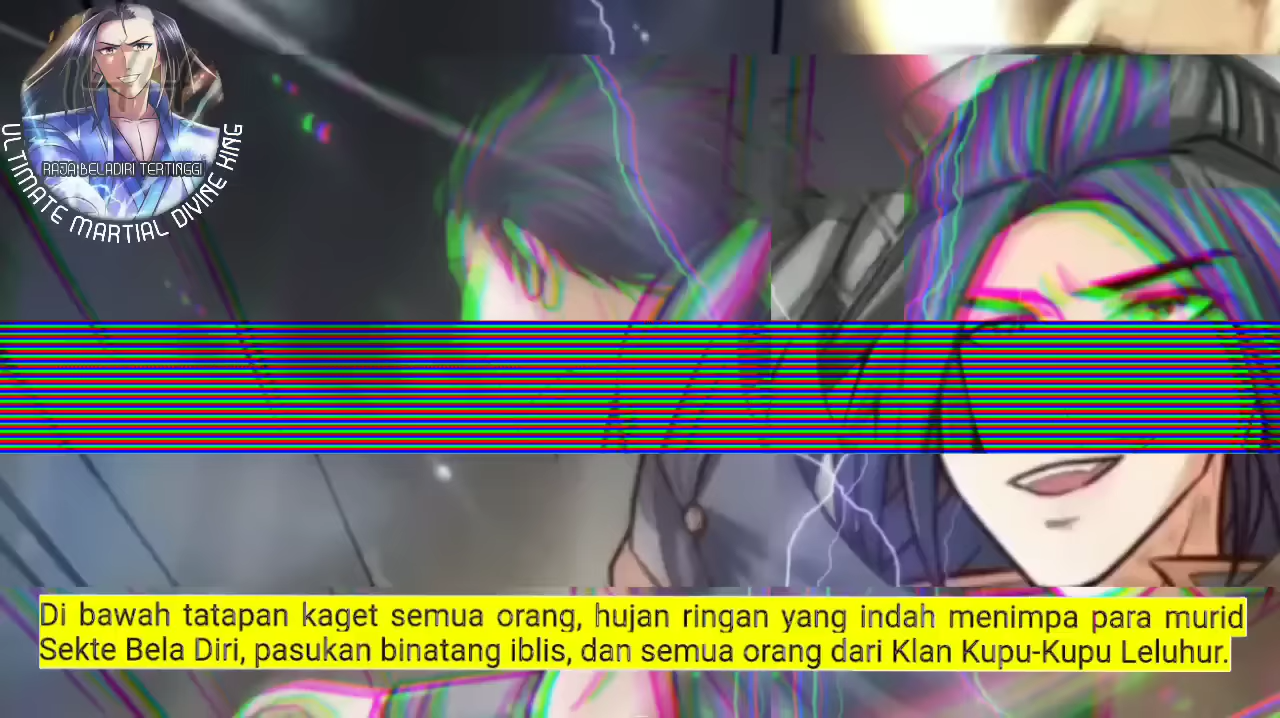 RAJA BELADIRI TERTINGGI
ULTIMATE MARTIAL DIVINE KING
Di bawah tatapan kaget semua orang, hujan ringan yang indah menimpa para murid
Sekte Bela Diri, pasukan binatang iblis, dan semua orang dari Klan Kupu-Kupu Leluhur.